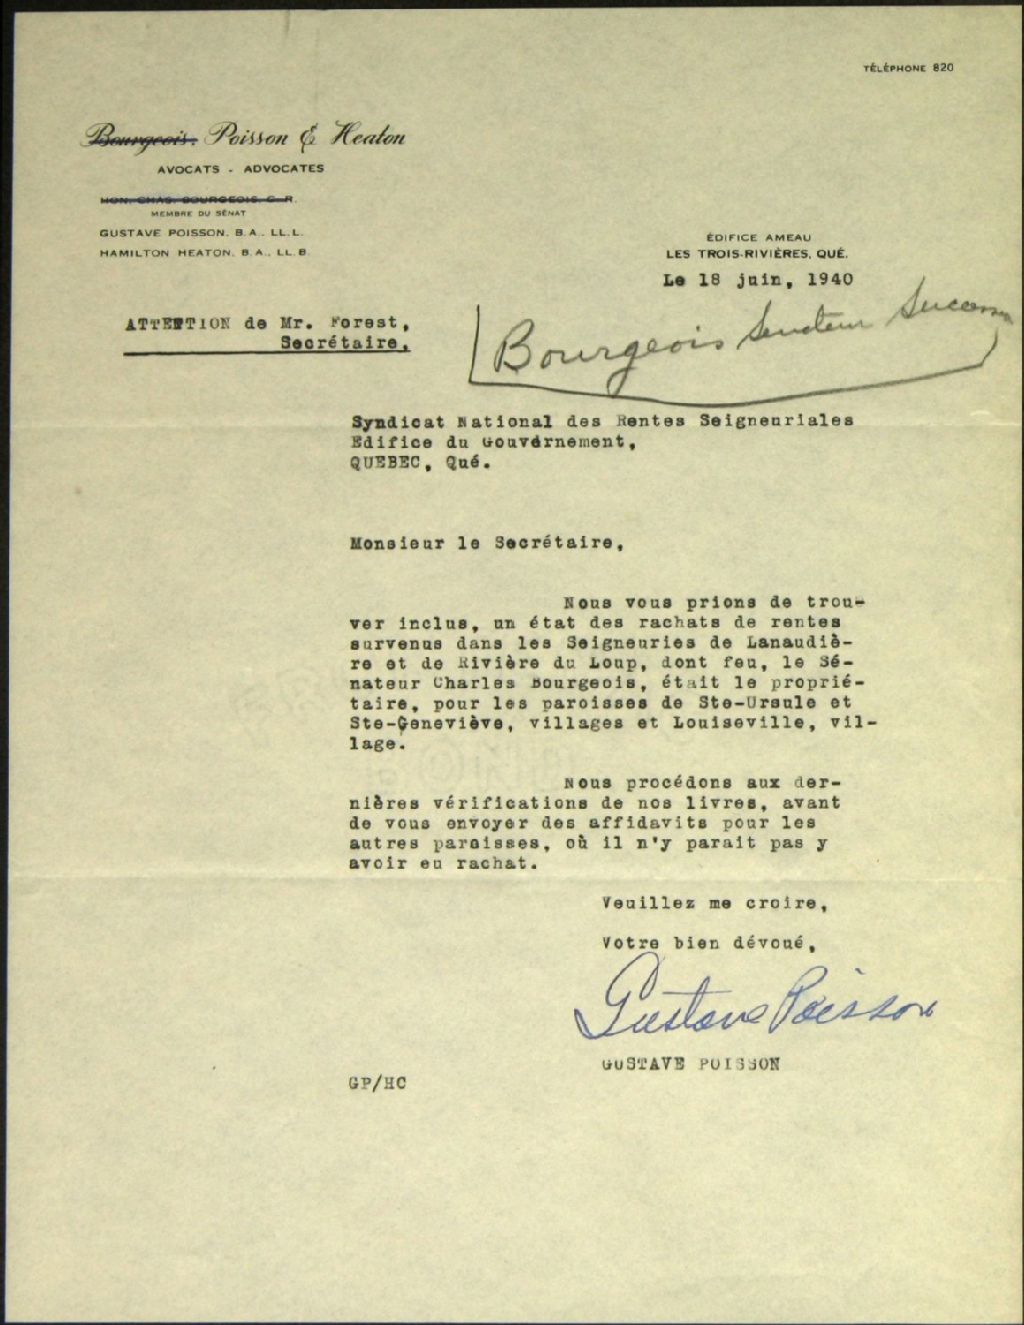 TÉLÉPHONE 820
Bourgeois, Poisson & Heaton
AVOCATS - ADVOCATES
HON. CHAS. BOURGEOIS, C. R.
MEMBRE DU SÉNAT
GUSTAVE POISSON, B.A., LL.L.
HAMILTON HEATON, B.A., LL.B.
ÉDIFICE AMEAU
LES TROIS-RIVIÈRES, QUÉ.
Le 18 juin, 1940
ATTENTION de Mr. Forest,
Secrétaire,
Bourgeois Senateur Succession
Syndicat National des Rentes Seigneuriales
Edifice du Gouvérnement,
QUEBEC, Qué.
Monsieur le Secrétaire,
Nous vous prions de trou-
ver inclus, un état des rachats de rentes
survenus dans les Seigneuries de Lanaudiè-
re et de Rivière du Loup, dont feu, le Sé-
nateur Charles Bourgeois, était le proprié-
taire, pour les paroisses de Ste-Ursule et
Ste-Geneviève, villages et Louiseville, vil-
lage.
Nous procédons aux der-
nières vérifications de nos livres, avant
de vous envoyer des affidavits pour les
autres paroisses, où il n'y parait pas y
avoir eu rachat.
Veuillez me croire,
Votre bien dévoué,
Gustave Poisson
GUSTAVE POISSON
GP/HC